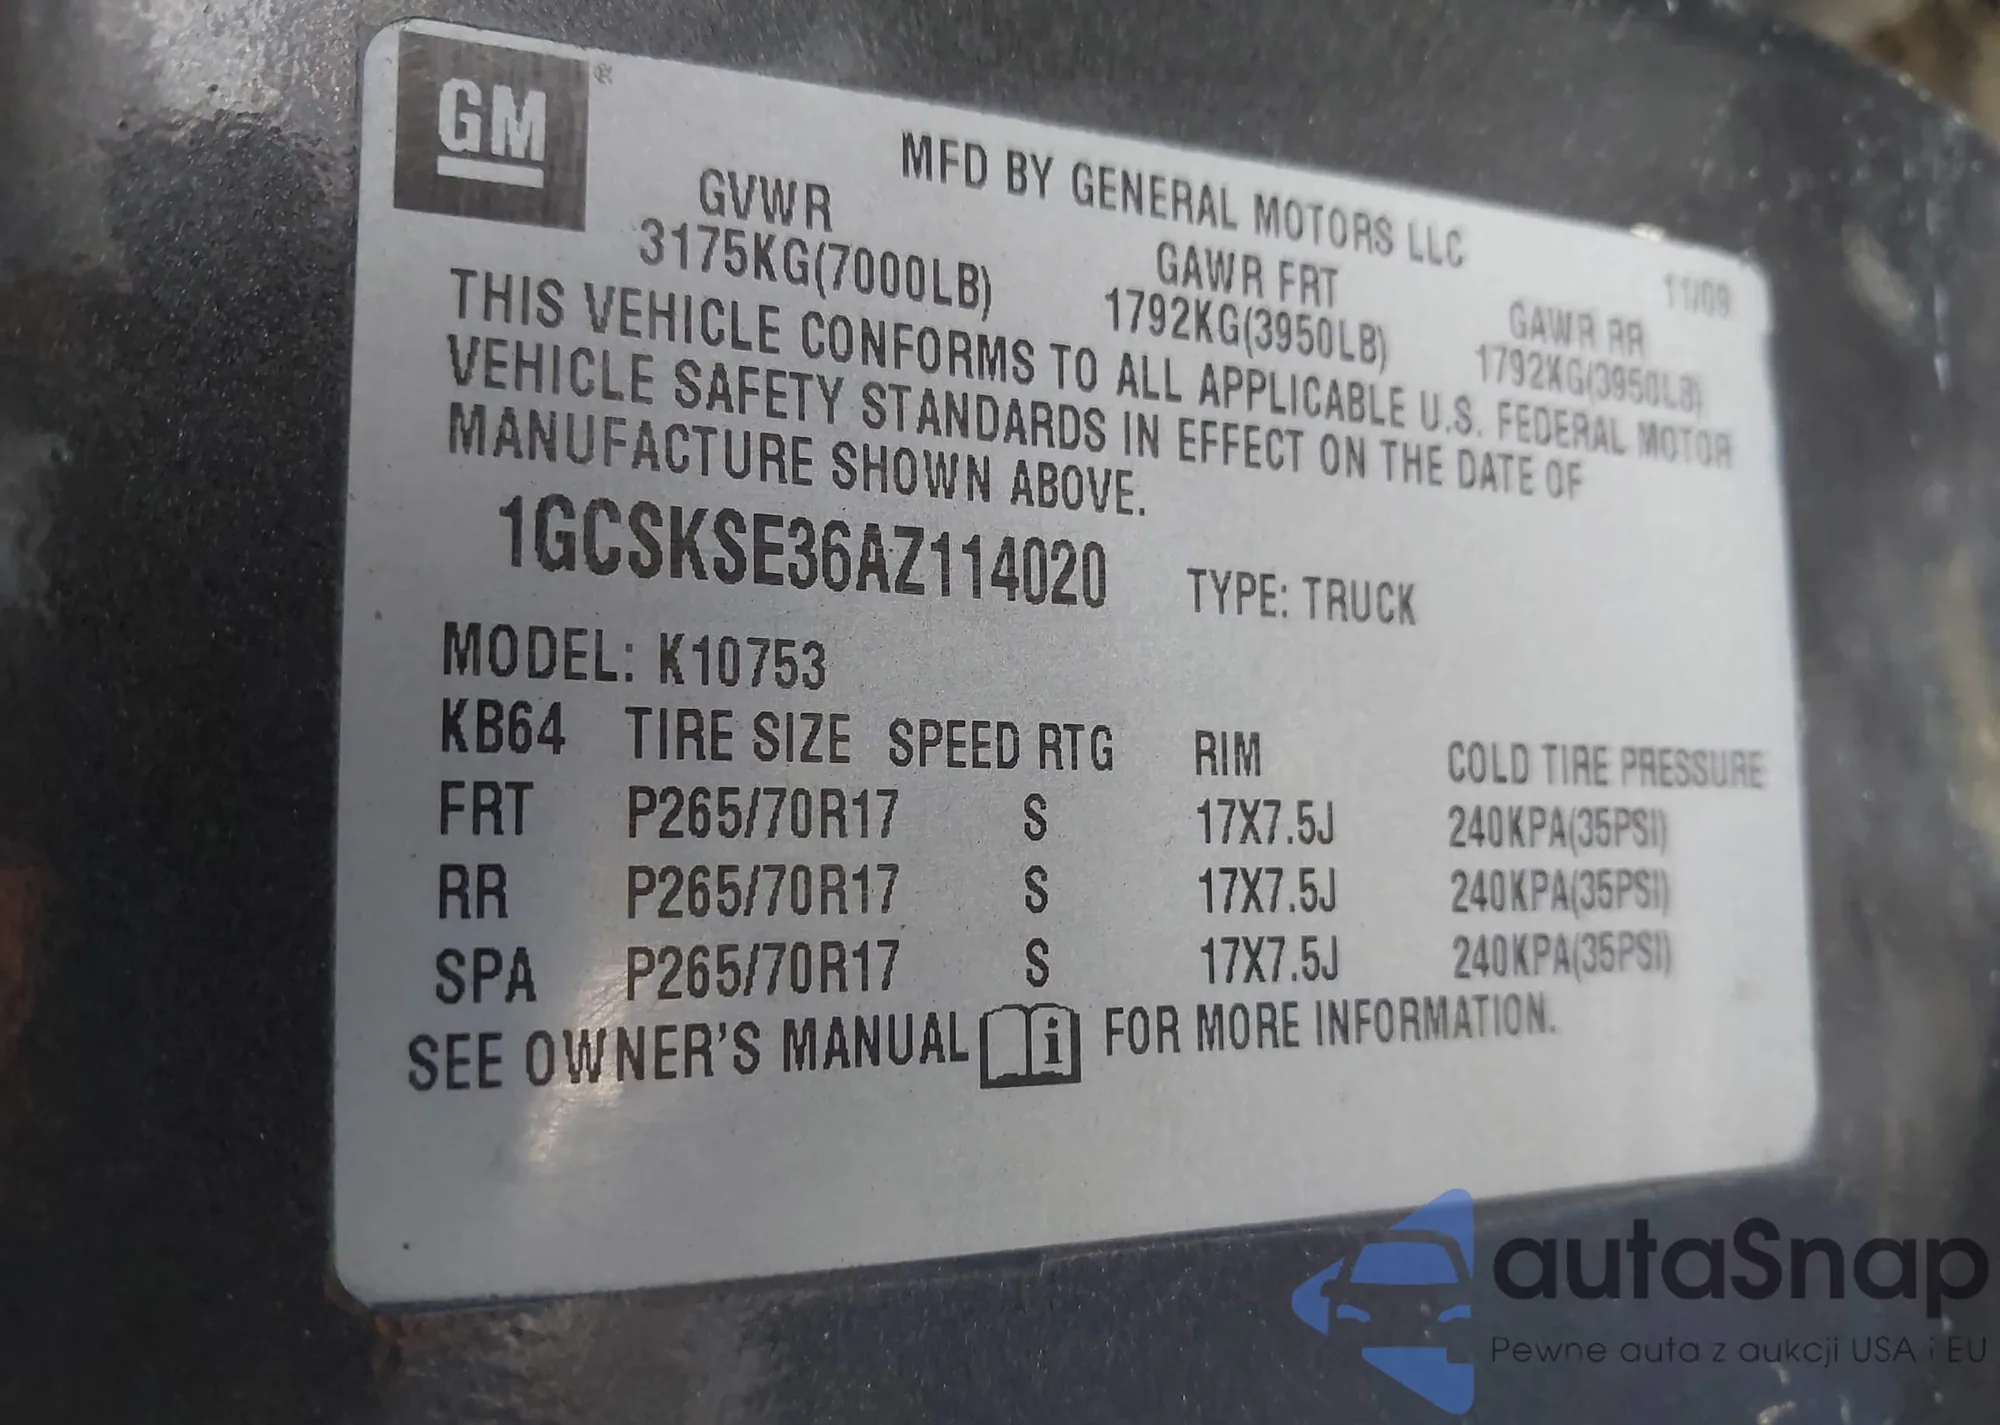 GM®
MFD BY GENERAL MOTORS LLC
11/09
GVWR
GAWR FRT
GAWR RR
3175KG(7000LB)
1792KG(3950LB)
1792KG(3950LB)
THIS VEHICLE CONFORMS TO ALL APPLICABLE U.S. FEDERAL MOTOR
VEHICLE SAFETY STANDARDS IN EFFECT ON THE DATE OF
MANUFACTURE SHOWN ABOVE.
1GCSKSE36AZ114020 TYPE: TRUCK
MODEL: K10753
KB64 TIRE SIZE SPEED RTG RIM COLD TIRE PRESSURE
FRT P265/70R17 S 17X7.5J 240KPA(35PSI)
RR P265/70R17 S 17X7.5J 240KPA(35PSI)
SPA P265/70R17 S 17X7.5J 240KPA(35PSI)
SEE OWNER'S MANUAL i FOR MORE INFORMATION.
autaSnap
Pewne auta z aukcji USA i EU